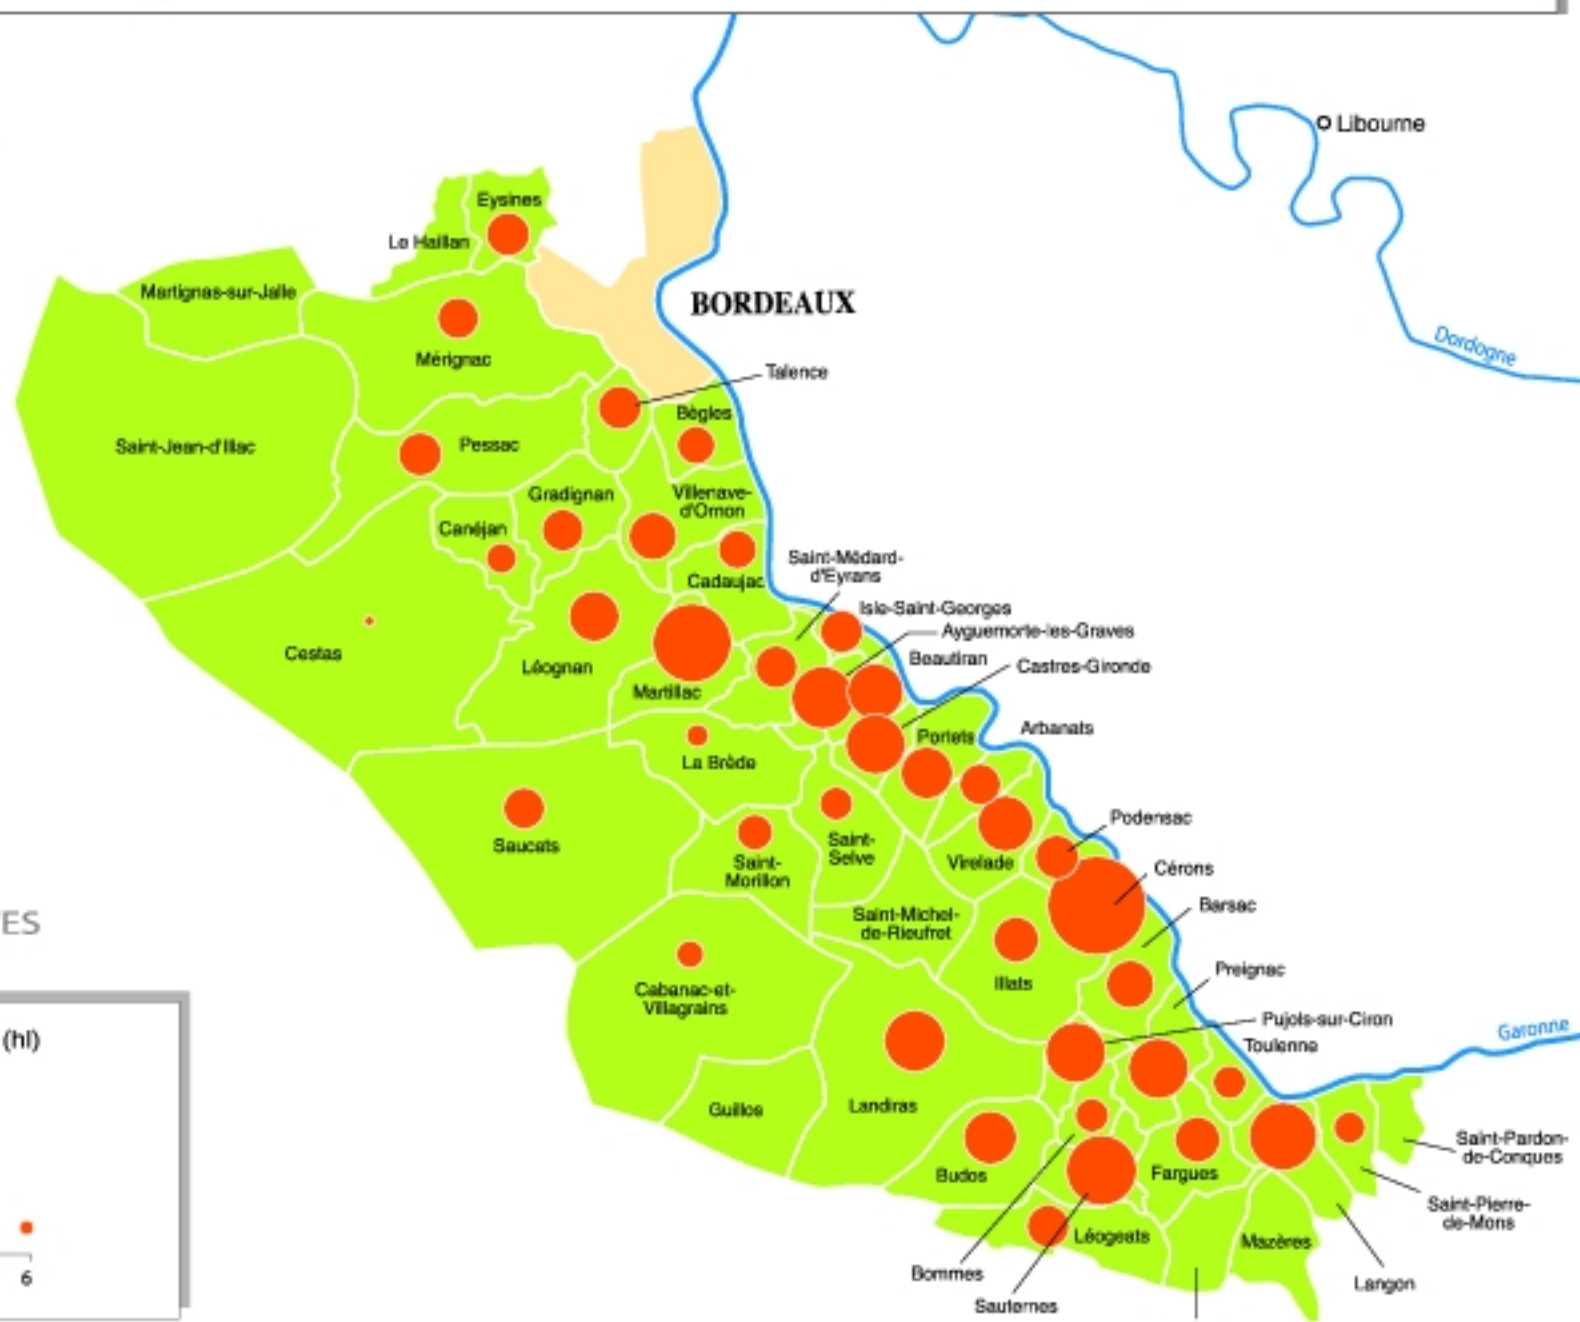 Libourne
Eysines
Le Haillan
Martignas-sur-Jalle
BORDEAUX
Dordogne
Mérignac
Talence
Bègles
Saint-Jean-d'Illac
Pessac
Gradignan
Villenave-
d'Ornon
Canéjan
Saint-Médard-
d'Eyrans
Cadaujac
Isle-Saint-Georges
Ayguemorte-les-Graves
Cestas
Beautiran
Léognan
Castres-Gironde
Martillac
Arbanats
Portets
La Brède
Podensac
Saucats
Saint-
Selve
Virelade
Cérons
Saint-
Morillon
Barsac
ES
Saint-Michel-
de-Rieufret
Preignac
Illats
Cabanac-et-
Villagrains
Pujols-sur-Ciron
Garonne
(hl)
Toulenne
Guillos
Landiras
Saint-Pardon-
de-Conques
Budos
Fargues
Saint-Pierre-
de-Mons
Léogeats
Mazères
Bommes
6
Langon
Sauternes